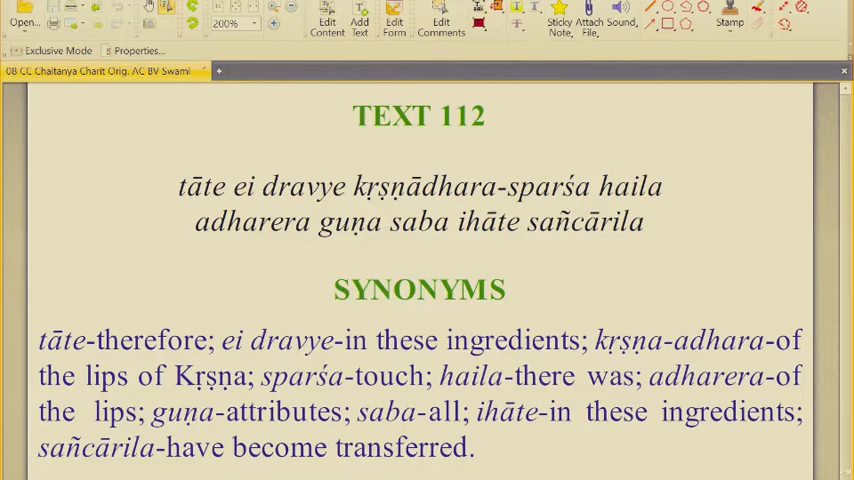 Open...
200%
Edit Content
Add Text
Edit Form
Edit Comments
Sticky Note,
Attach File,
Sound,
Stamp
Exclusive Mode
Properties...
08 CC Chaitanya Charit Orig. AC BV Swami
TEXT 112
tāte ei dravye kṛṣṇādhara-sparśa haila
adharera guṇa saba ihāte sañcārila
SYNONYMS
tāte-therefore; ei dravye-in these ingredients; kṛṣṇa-adhara-of
the lips of Kṛṣṇa; sparśa-touch; haila-there was; adharera-of
the lips; guṇa-attributes; saba-all; ihāte-in these ingredients;
sañcārila-have become transferred.